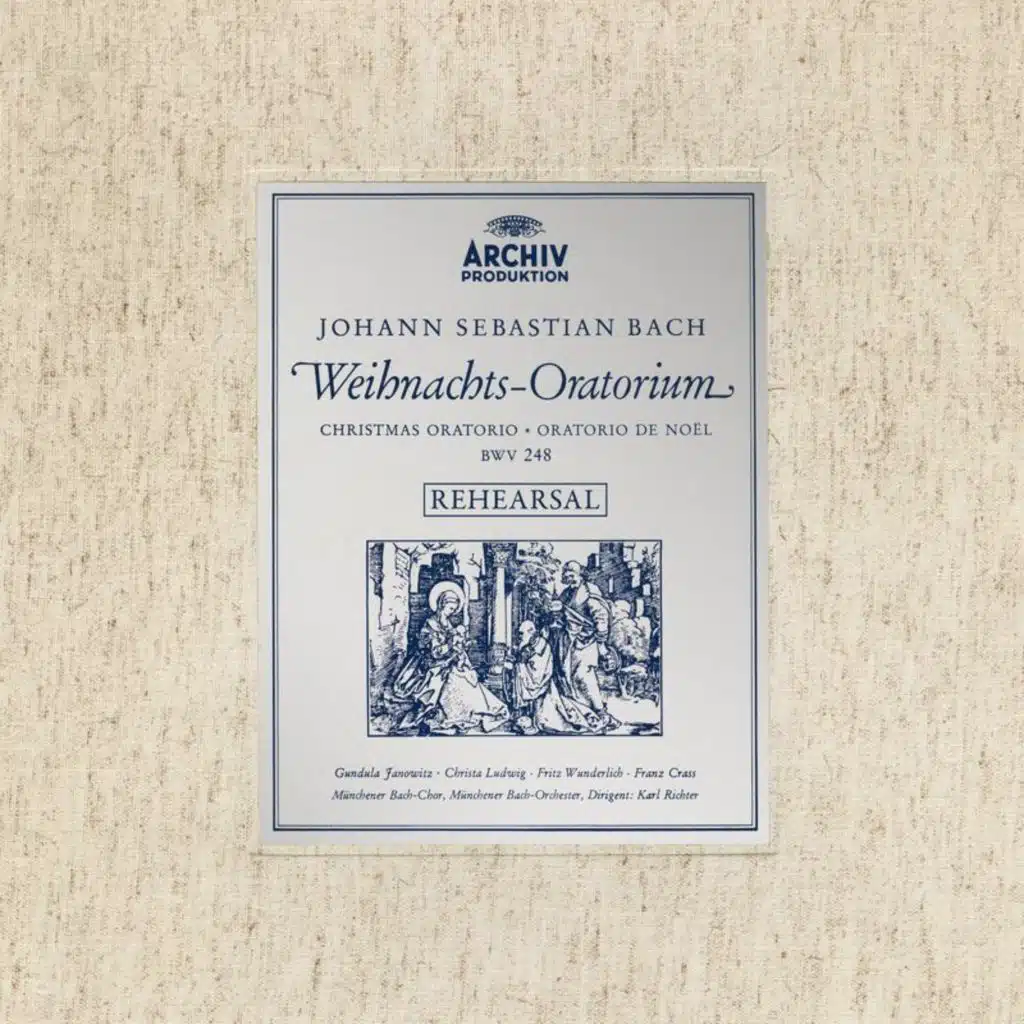 ARCHIV
PRODUKTION
JOHANN SEBASTIAN BACH
Weihnachts-Oratorium
CHRISTMAS ORATORIO • ORATORIO DE NOËL
BWV 248
REHEARSAL
Gundula Janowitz · Christa Ludwig · Fritz Wunderlich · Franz Crass
Münchener Bach-Chor, Münchener Bach-Orchester, Dirigent: Karl Richter